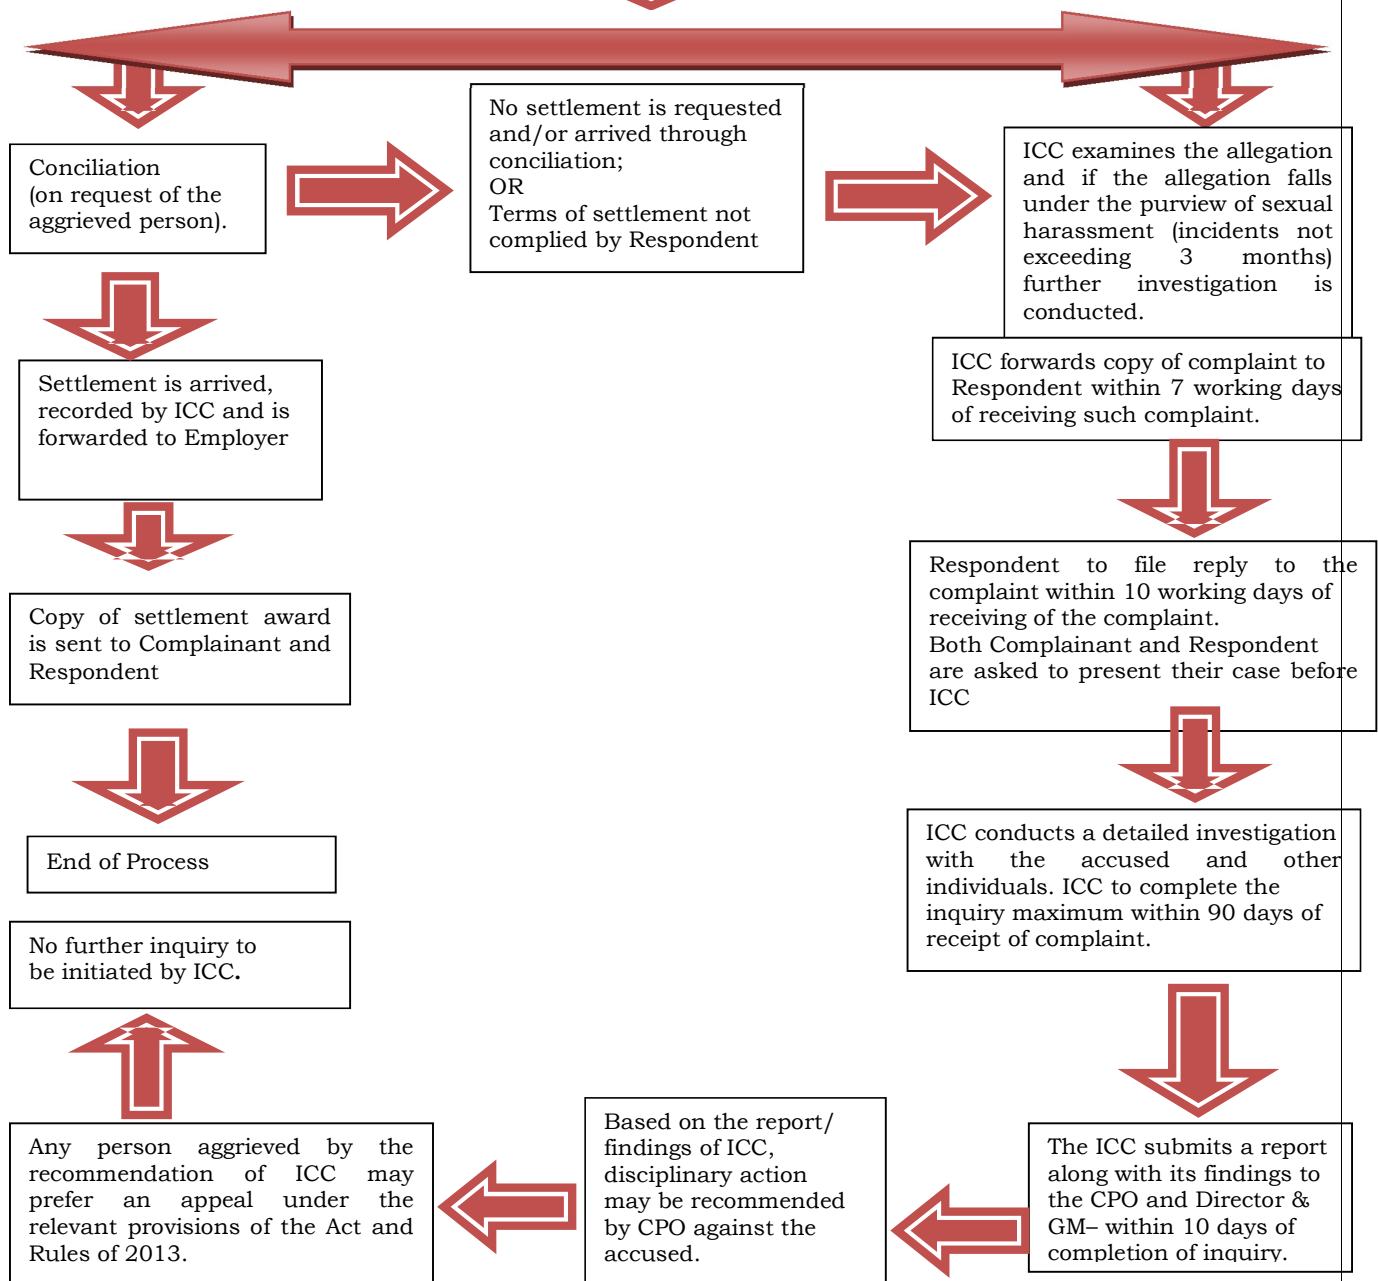 Conciliation
(on request of the
aggrieved person).
No settlement is requested
and/or arrived through
conciliation;
OR
Terms of settlement not
complied by Respondent
ICC examines the allegation
and if the allegation falls
under the purview of sexual
harassment (incidents not
exceeding 3 months)
further investigation is
conducted.
ICC forwards copy of complaint to
Respondent within 7 working days
of receiving such complaint.
Settlement is arrived,
recorded by ICC and is
forwarded to Employer
Respondent to file reply to the
complaint within 10 working days of
receiving of the complaint.
Both Complainant and Respondent
are asked to present their case before
ICC
Copy of settlement award
is sent to Complainant and
Respondent
ICC conducts a detailed investigation
with the accused and other
individuals. ICC to complete the
inquiry maximum within 90 days of
receipt of complaint.
End of Process
No further inquiry to
be initiated by ICC.
Any person aggrieved by the
recommendation of ICC may
prefer an appeal under the
relevant provisions of the Act and
Rules of 2013.
Based on the report/
findings of ICC,
disciplinary action
may be recommended
by CPO against the
accused.
The ICC submits a report
along with its findings to
the CPO and Director &
GM– within 10 days of
completion of inquiry.